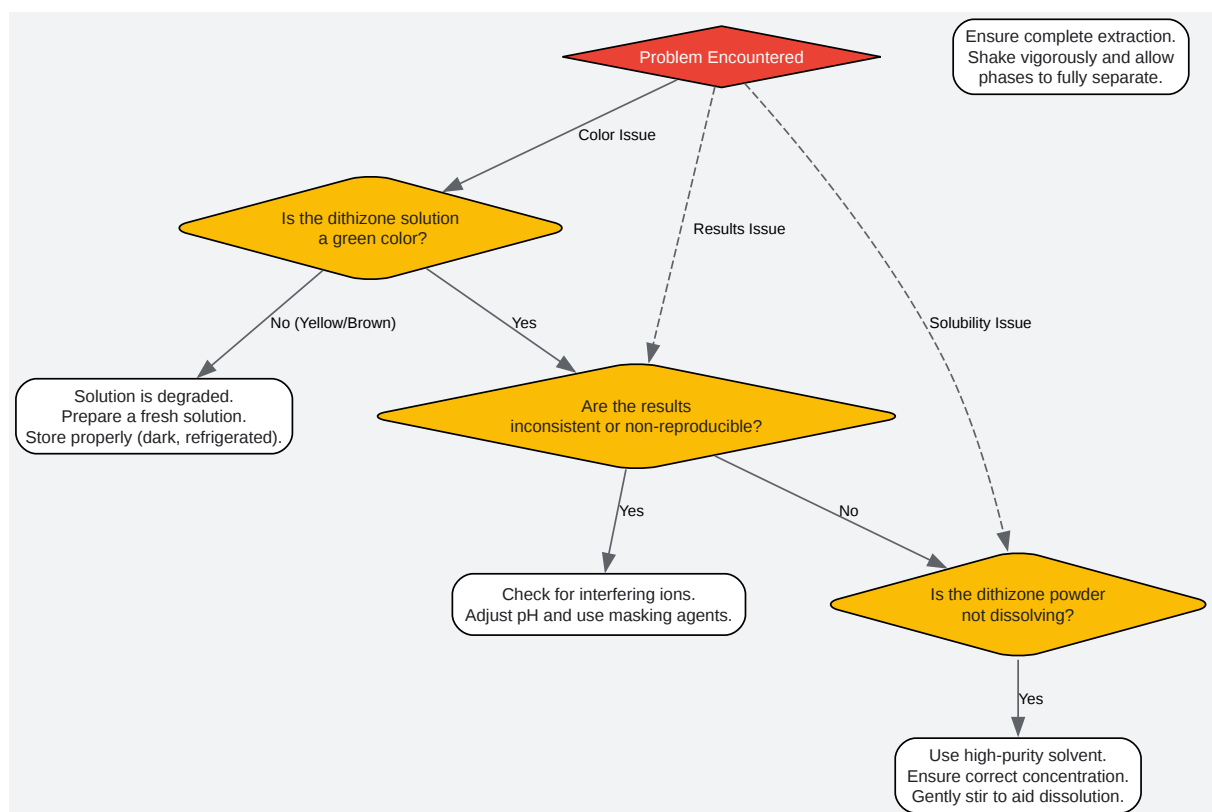 Problem Encountered
Ensure complete extraction.
Shake vigorously and allow
phases to fully separate.
Color Issue
Is the dithizone solution
a green color?
Results Issue
No (Yellow/Brown)
Yes
Solubility Issue
Solution is degraded.
Prepare a fresh solution.
Store properly (dark, refrigerated).
Are the results
inconsistent or non-reproducible?
Yes
No
Check for interfering ions.
Adjust pH and use masking agents.
Is the dithizone powder
not dissolving?
Yes
Use high-purity solvent.
Ensure correct concentration.
Gently stir to aid dissolution.